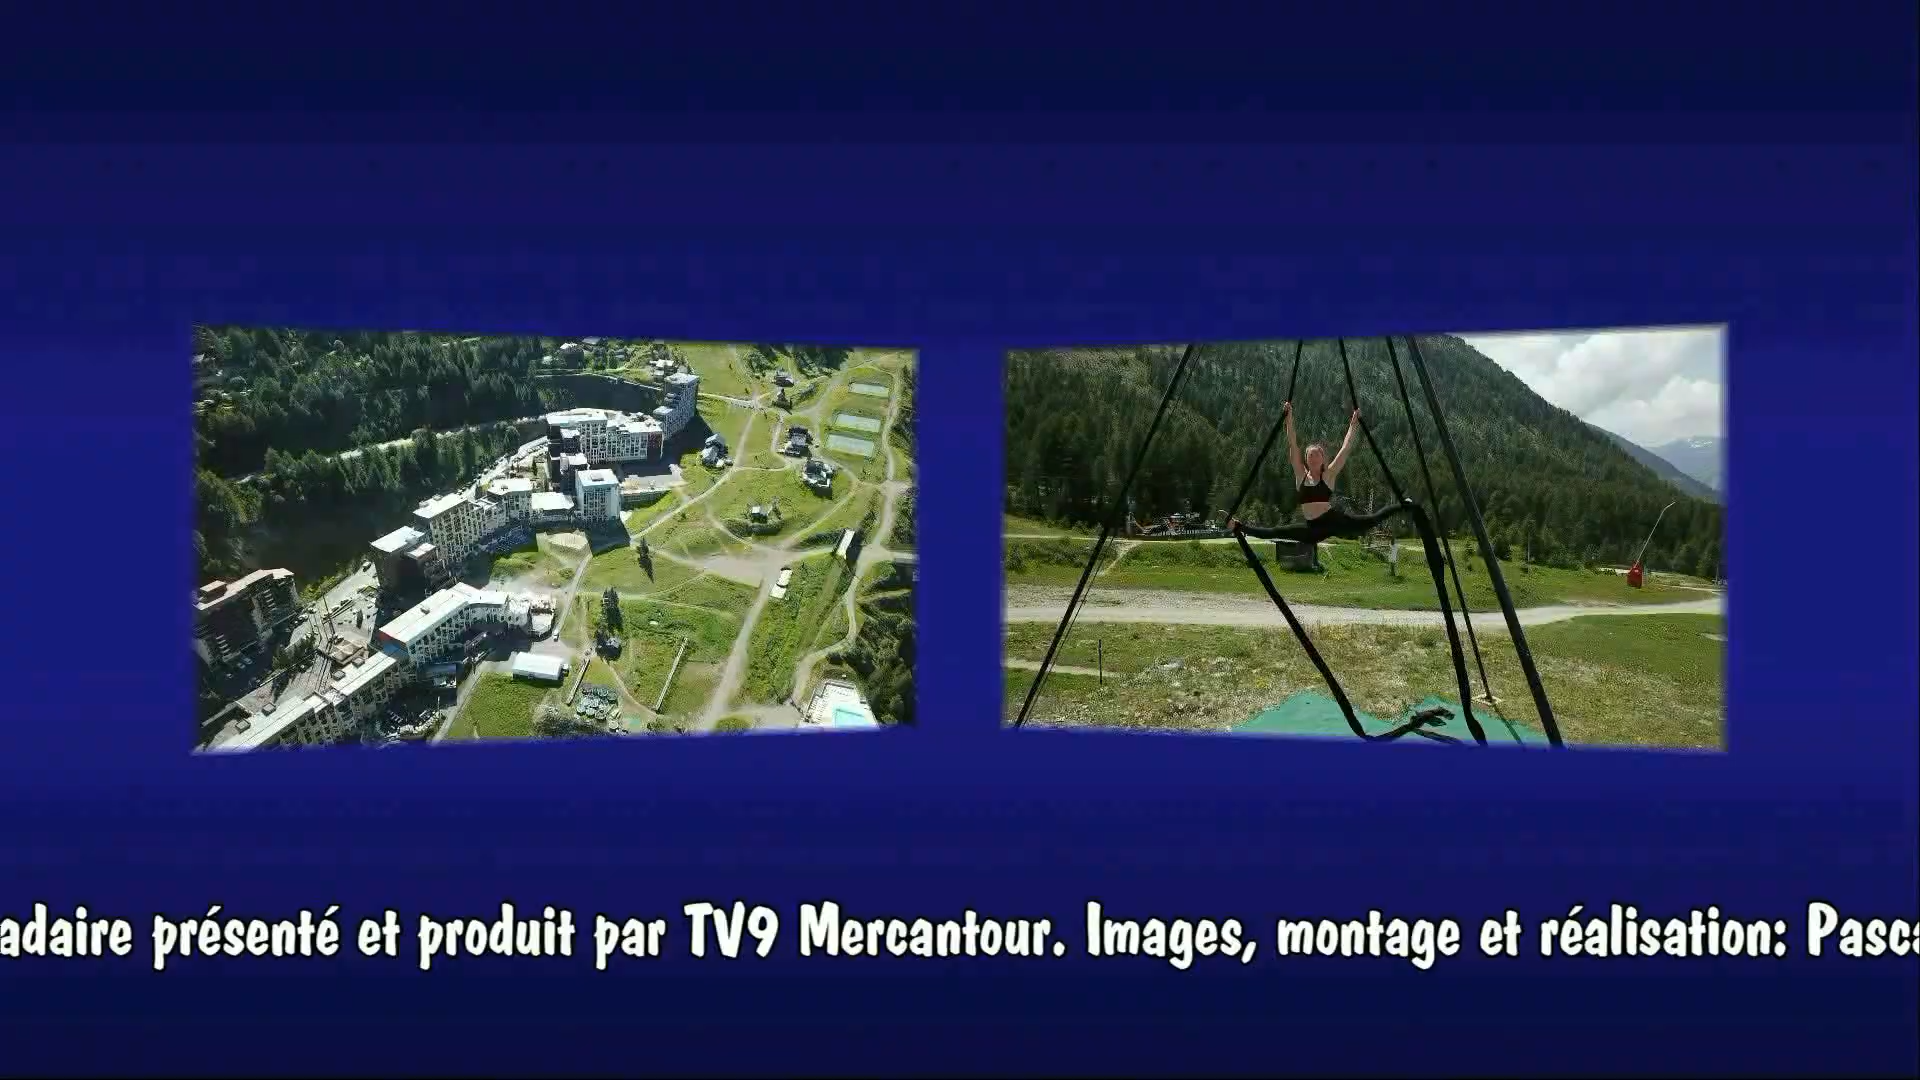 adaire présenté et produit par TV9 Mercantour. Images, montage et réalisation: Pasca